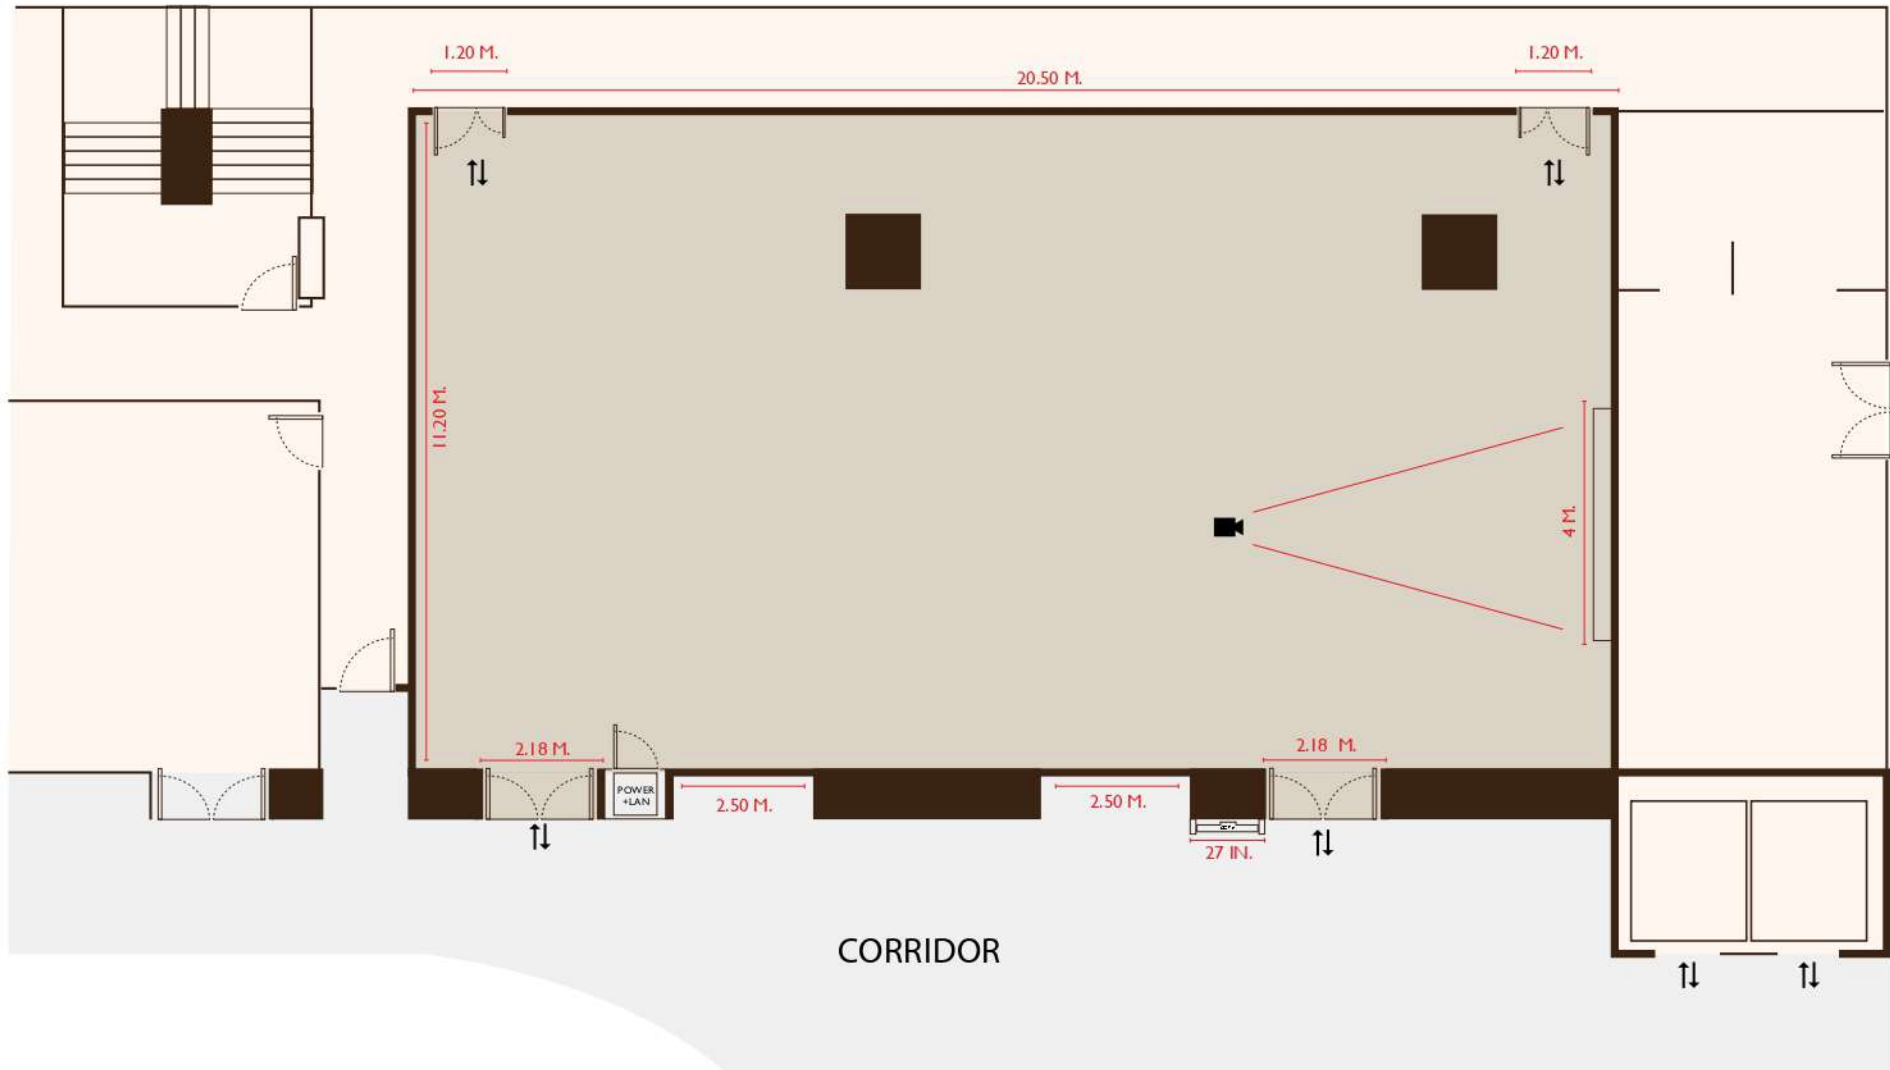 1.20 M.
1.20 M.
20.50 M.
11.20 M.
4 M.
2.18 M.
2.18 M.
POWER
+LAN
2.50 M.
2.50 M.
27 IN.
CORRIDOR